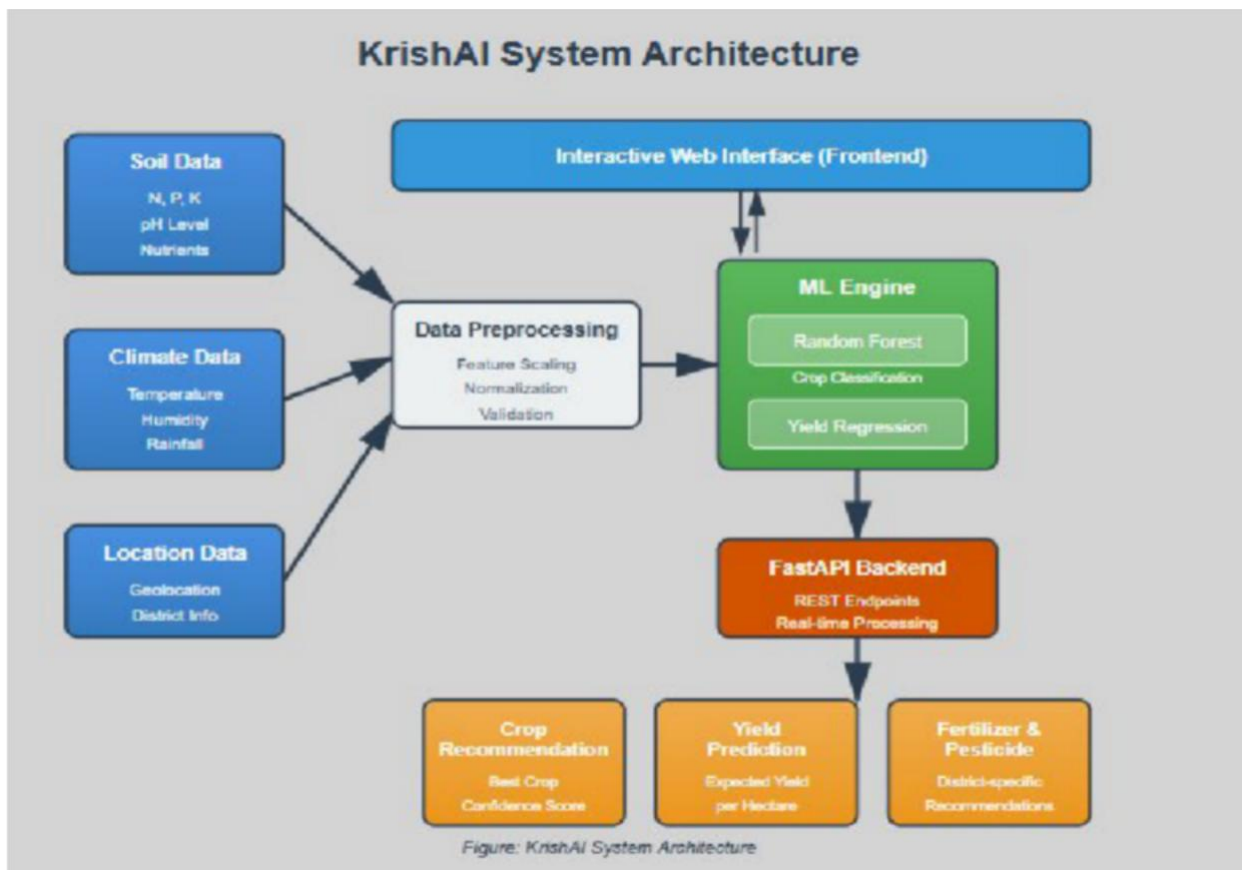 KrishAI System Architecture
Soil Data
N, P, K
pH Level
Nutrients
Climate Data
Temperature
Humidity
Rainfall
Location Data
Geolocation
District Info
Interactive Web Interface (Frontend)
Data Preprocessing
Feature Scaling
Normalization
Validation
ML Engine
Random Forest
Crop Classification
Yield Regression
FastAPI Backend
REST Endpoints
Real-time Processing
Crop
Recommendation
Best Crop
Confidence Score
Yield
Prediction
Expected Yield
per Hectare
Fertilizer &
Pesticide
District-specific
Recommendations
Figure: KrishAI System Architecture